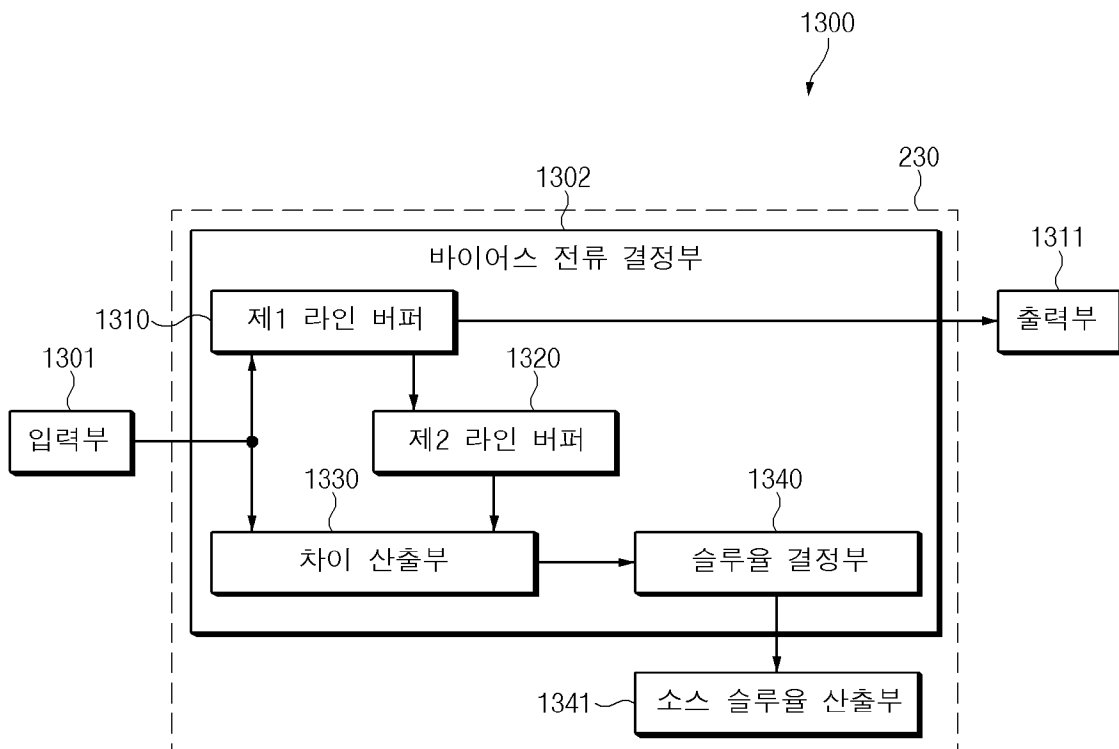 1300
230
1302
바이어스 전류 결정부
1311
1310
제1 라인 버퍼
출력부
1301
1320
입력부
제2 라인 버퍼
1330
1340
차이 산출부
슬루율 결정부
1341
소스 슬루율 산출부